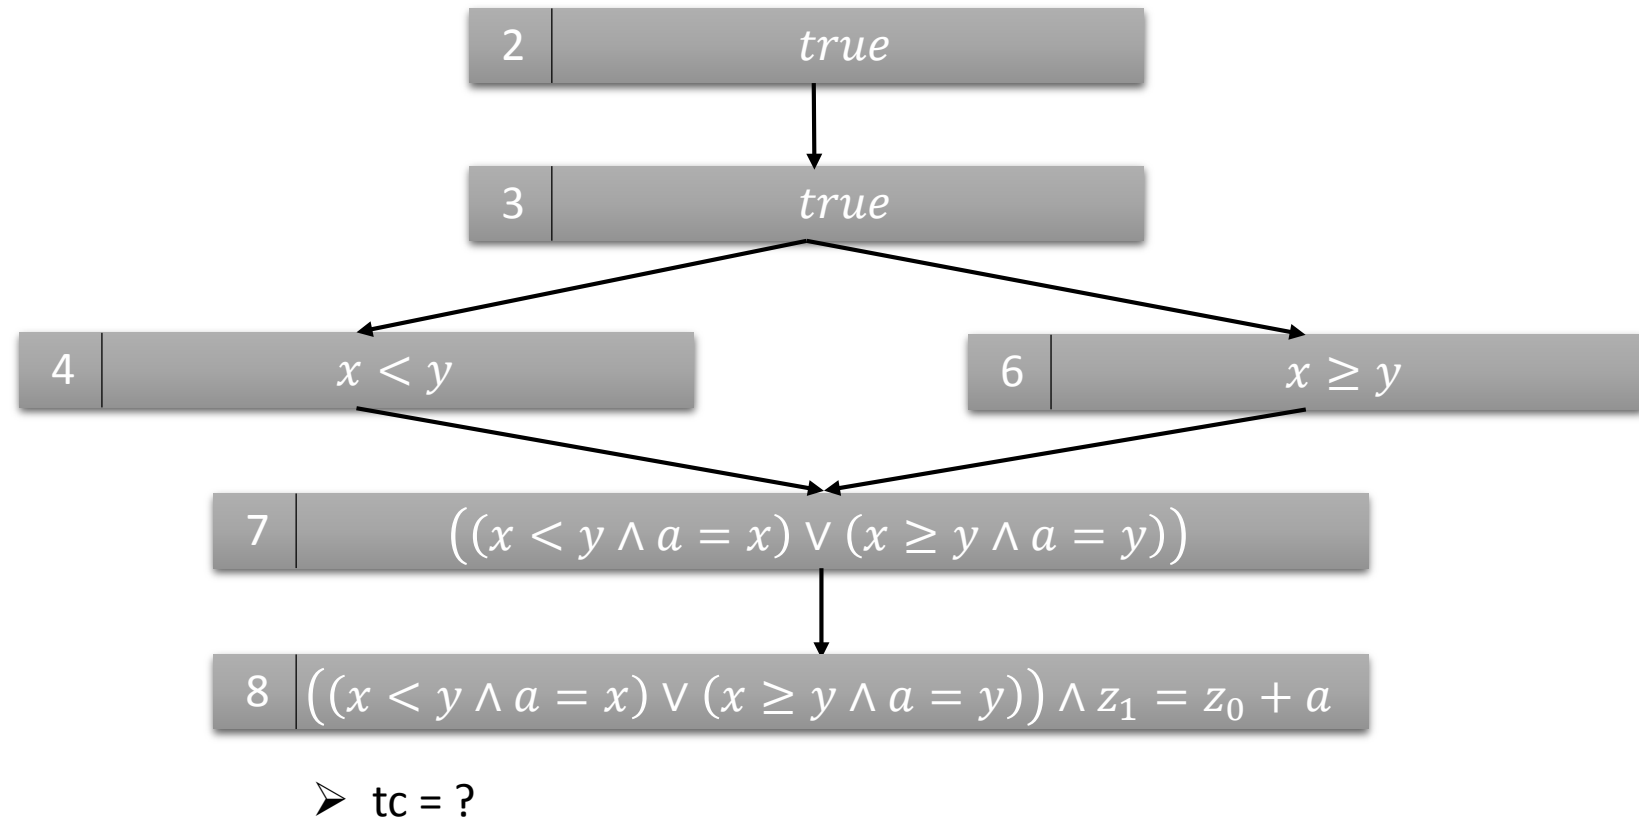 2 true
3 true
4 x < y
6 x ≥ y
7 ((x < y ∧ a = x) ∨ (x ≥ y ∧ a = y))
8 ((x < y ∧ a = x) ∨ (x ≥ y ∧ a = y)) ∧ z₁ = z₀ + a
➢ tc = ?